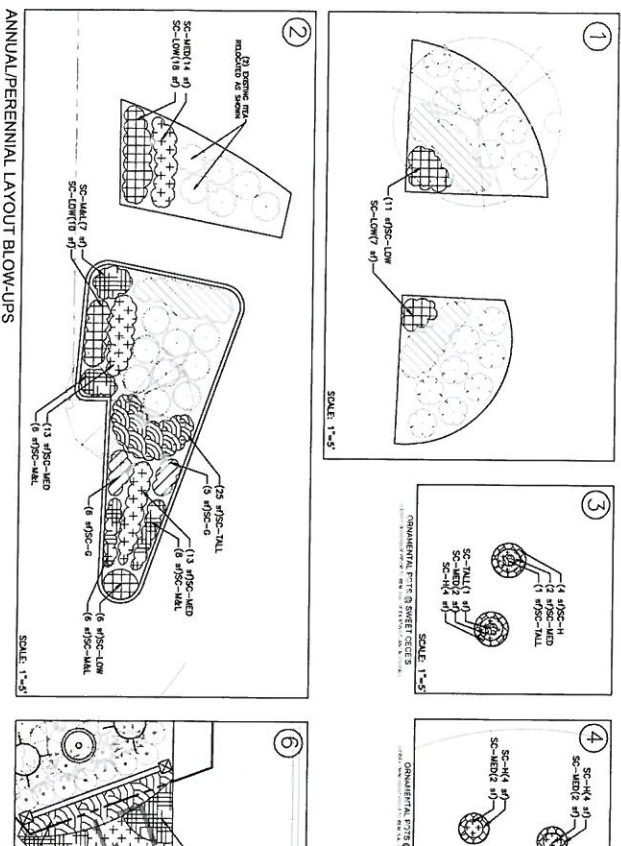 ANNUAL/PERENNIAL LAYOUT BLOW-UPS
1
(11 sf)SC-LOW
SC-LOW(7 sf)
SCALE: 1"=5'
2
(2) EXISTING ITEA
RELOCATED AS SHOWN
SC-MED(14 sf)
SC-LOW(18 sf)
SC-M&L(7 sf)
SC-LOW(10 sf)
(13 sf)SC-MED
(6 sf)SC-M&L
(25 sf)SC-TALL
(5 sf)SC-G
(6 sf)SC-G
(13 sf)SC-MED
(8 sf)SC-M&L
(6 sf)SC-LOW
(6 sf)SC-M&L
SCALE: 1"=5'
3
(4 sf)SC-H
(2 sf)SC-MED
(1 sf)SC-TALL
SC-TALL(1 sf)
SC-MED(2 sf)
SC-H(4 sf)
ORNAMENTAL POTS @ SWEET CECE'S
SCALE: 1"=5'
4
SC-H(4 sf)
SC-MED(2 sf)
SC-H(4 sf)
SC-MED(2 sf)
ORNAMENTAL POTS @
6